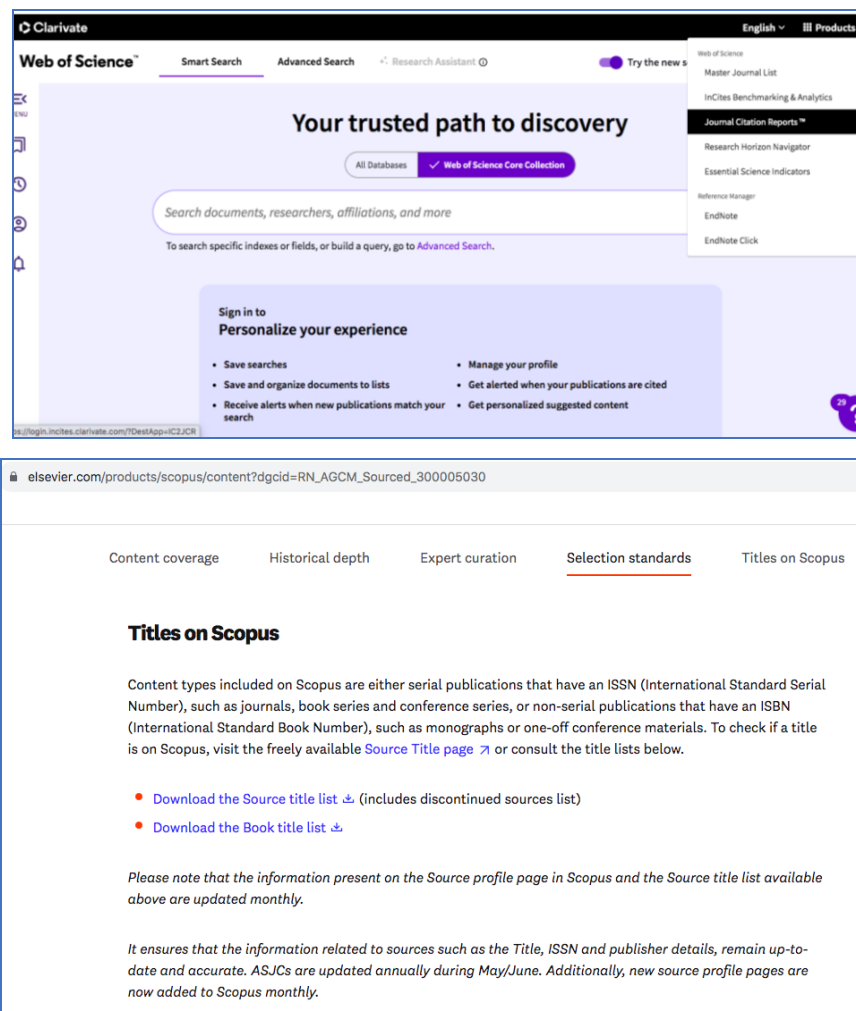 Clarivate
English
Products
Web of Science™
Smart Search
Advanced Search
Research Assistant
Try the new s
Web of Science
Master Journal List
InCites Benchmarking & Analytics
Journal Citation Reports ™
Research Horizon Navigator
Essential Science Indicators
Reference Manager
EndNote
EndNote Click
MENU
Your trusted path to discovery
All Databases
Web of Science Core Collection
Search documents, researchers, affiliations, and more
To search specific indexes or fields, or build a query, go to Advanced Search.
Sign in to
Personalize your experience
• Save searches
• Save and organize documents to lists
• Receive alerts when new publications match your
search
• Manage your profile
• Get alerted when your publications are cited
• Get personalized suggested content
29
?
ps://login.incites.clarivate.com/?DestApp=IC2JCR
elsevier.com/products/scopus/content?dgcid=RN_AGCM_Sourced_300005030
Content coverage
Historical depth
Expert curation
Selection standards
Titles on Scopus
Titles on Scopus
Content types included on Scopus are either serial publications that have an ISSN (International Standard Serial
Number), such as journals, book series and conference series, or non-serial publications that have an ISBN
(International Standard Book Number), such as monographs or one-off conference materials. To check if a title
is on Scopus, visit the freely available Source Title page ↗ or consult the title lists below.
• Download the Source title list (includes discontinued sources list)
• Download the Book title list
Please note that the information present on the Source profile page in Scopus and the Source title list available
above are updated monthly.
It ensures that the information related to sources such as the Title, ISSN and publisher details, remain up-to-
date and accurate. ASJCs are updated annually during May/June. Additionally, new source profile pages are
now added to Scopus monthly.